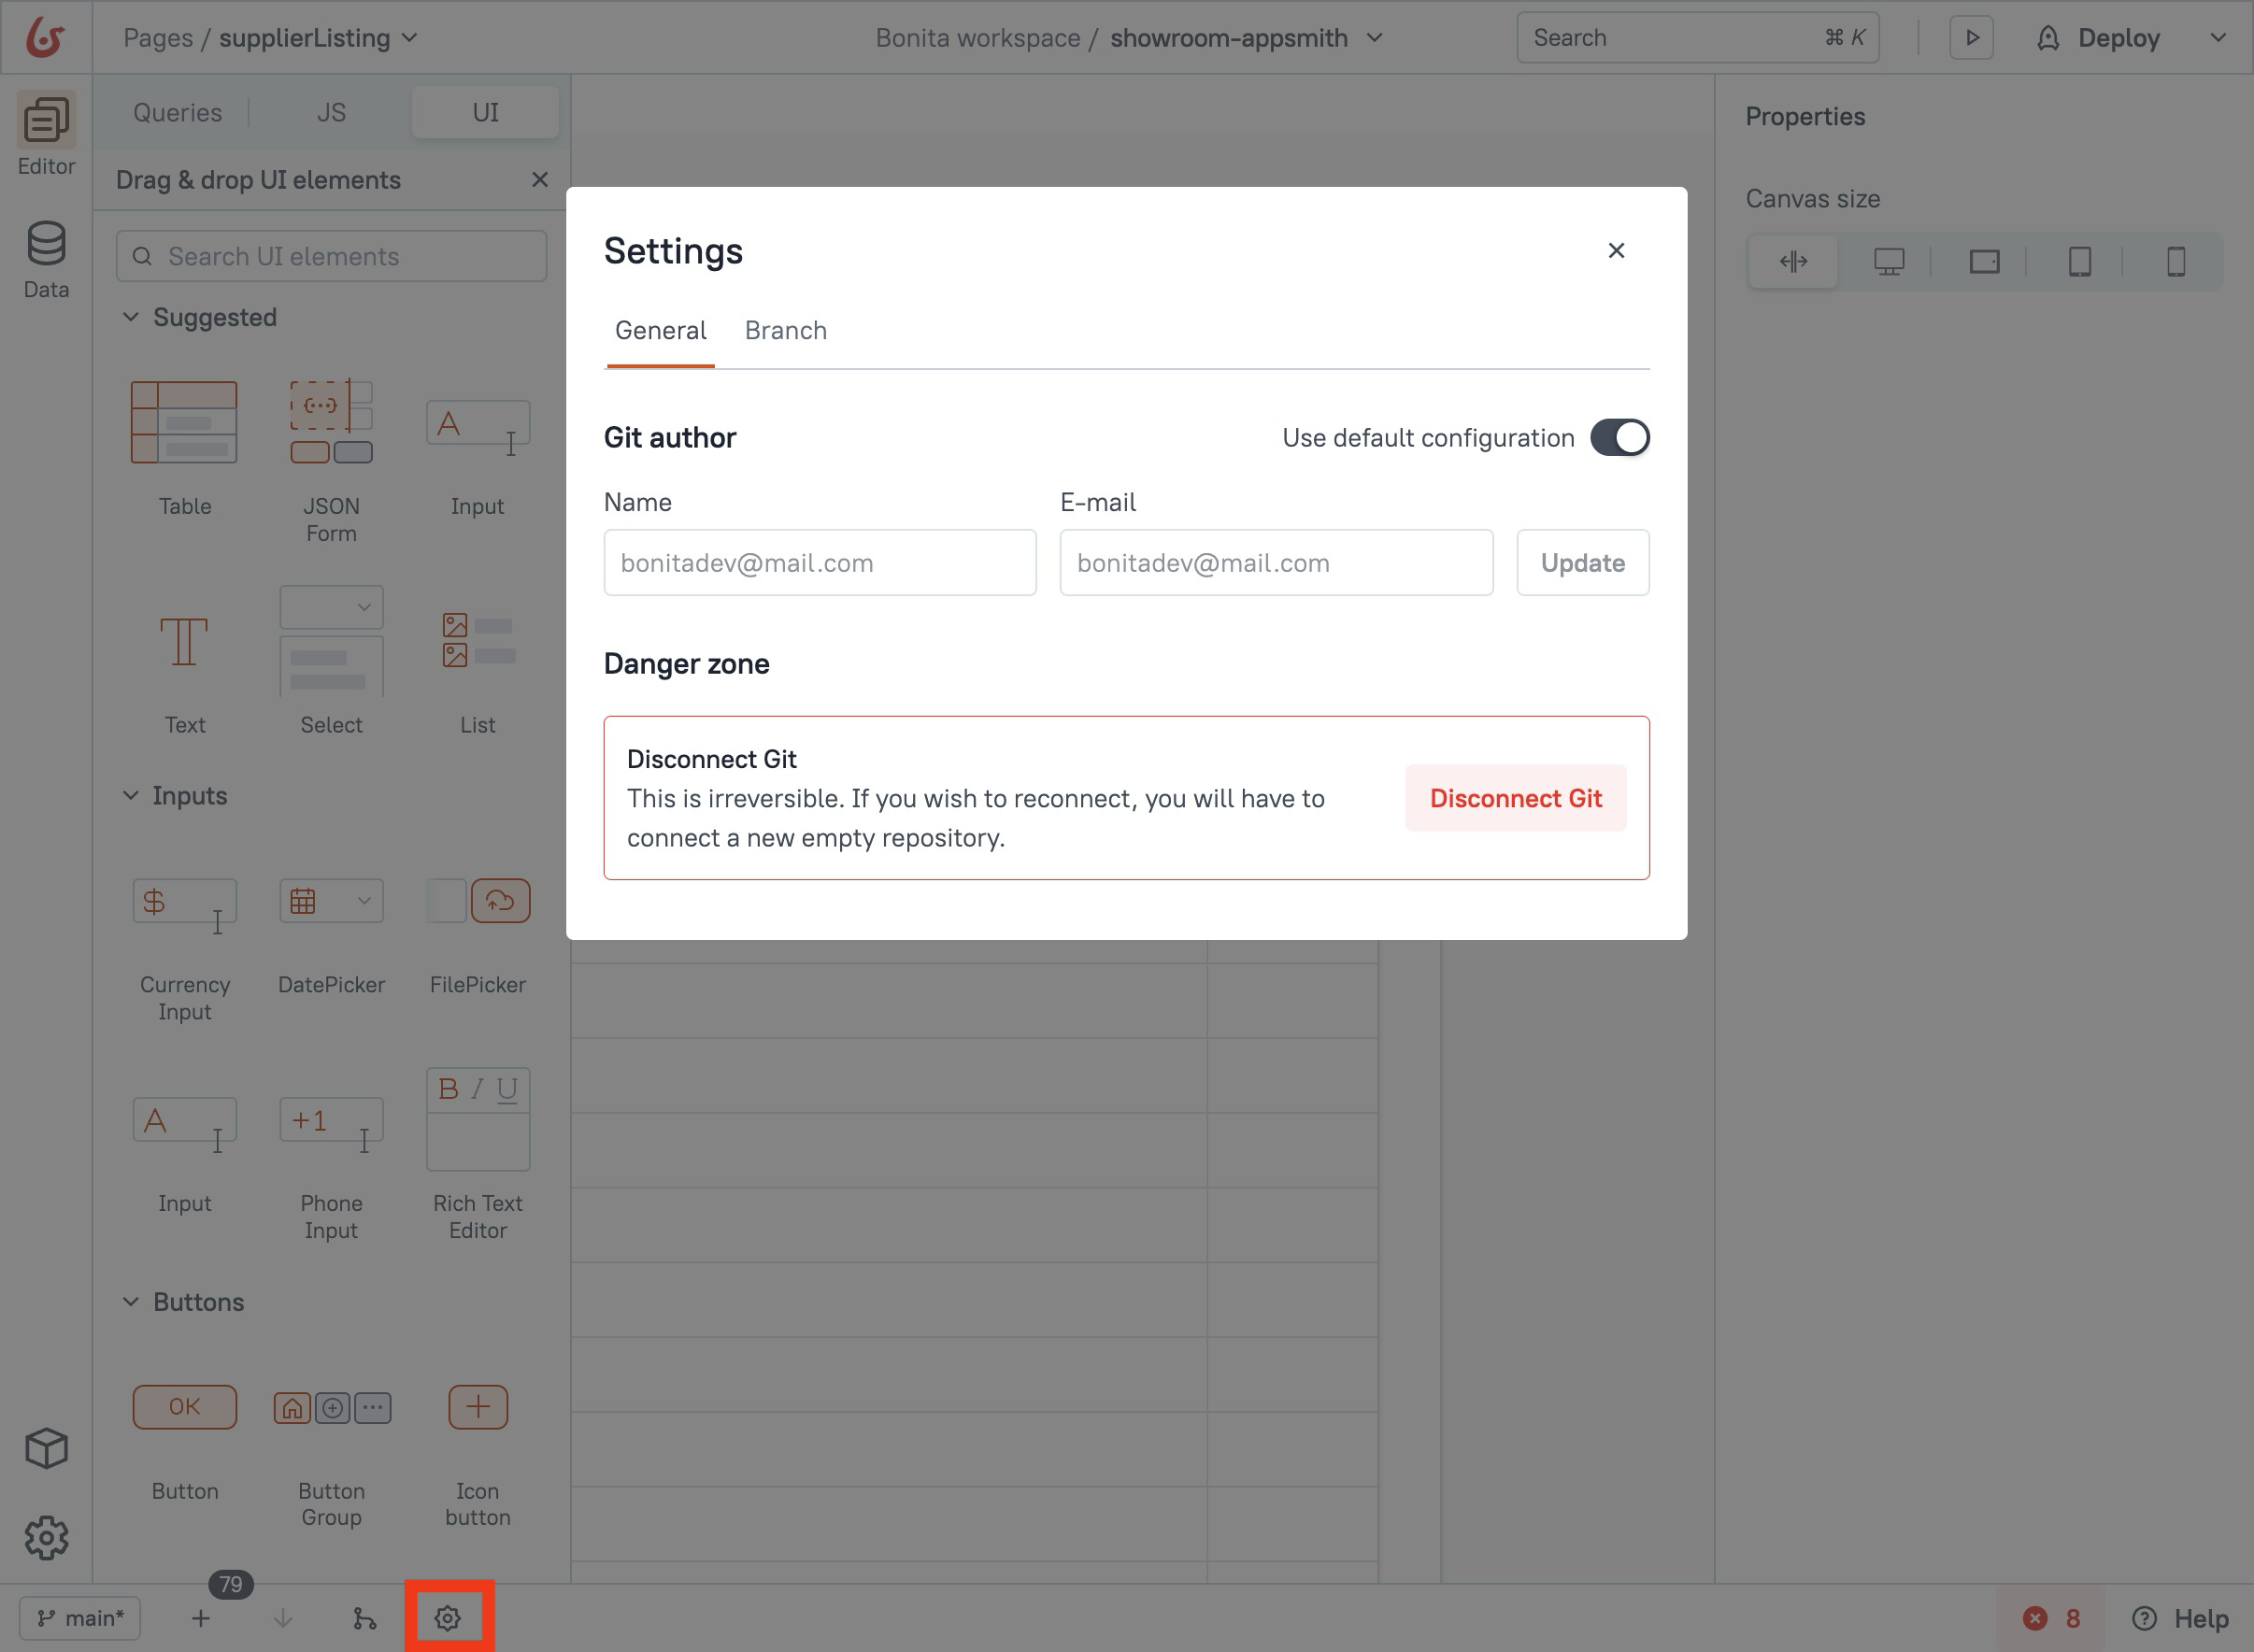 Pages / supplierListing
Bonita workspace / showroom-appsmith
Search ⌘ K
Deploy
Editor
Data
Queries JS UI
Drag & drop UI elements
Search UI elements
Suggested
Table
JSON
Form
A
Input
Text
Select
List
Inputs
$
Currency
Input
DatePicker
FilePicker
A
Input
+1
Phone
Input
B I U
Rich Text
Editor
Buttons
OK
Button
Button
Group
Icon
button
Settings
General Branch
Git author
Use default configuration
Name
E-mail
bonitadev@mail.com
bonitadev@mail.com
Update
Danger zone
Disconnect Git
This is irreversible. If you wish to reconnect, you will have to
connect a new empty repository.
Disconnect Git
Properties
Canvas size
main*
79
8
Help